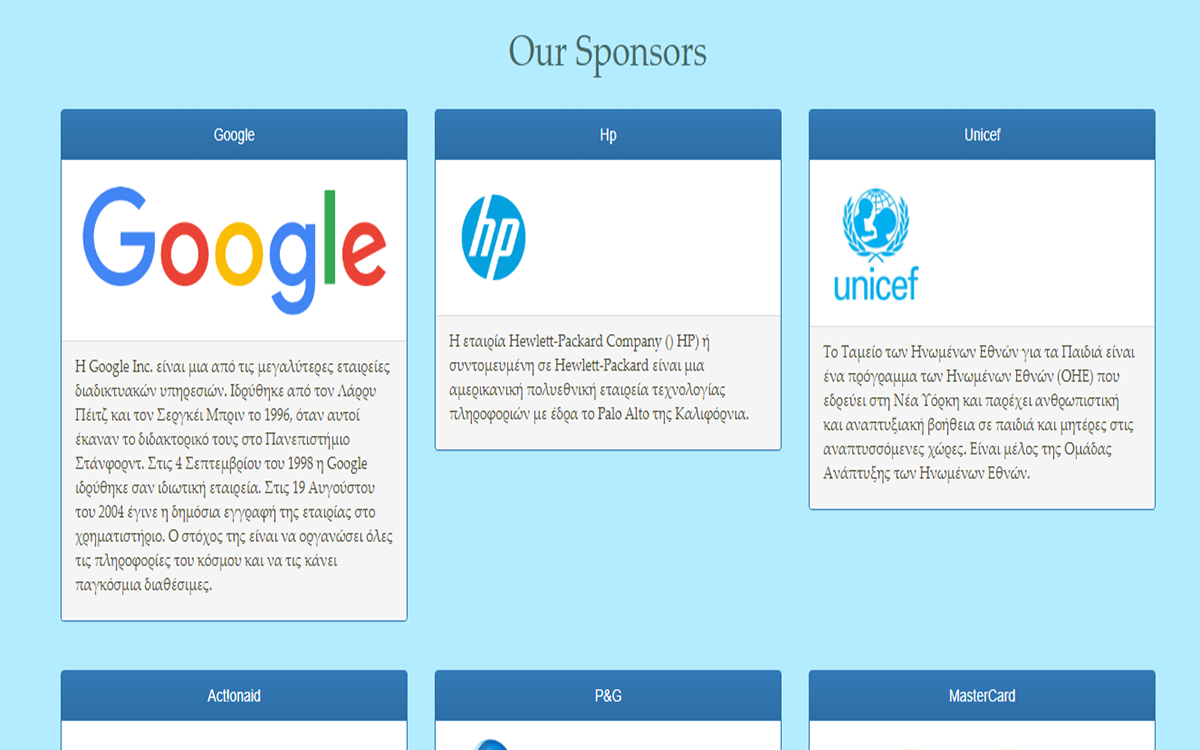 Our Sponsors
Google
Google
Η Google Inc. είναι μια από τις μεγαλύτερες εταιρείες
διαδικτυακών υπηρεσιών. Ιδρύθηκε από τον Λάρρυ
Πέιτζ και τον Σεργκέι Μπριν το 1996, όταν αυτοί
έκαναν το διδακτορικό τους στο Πανεπιστήμιο
Στάνφορντ. Στις 4 Σεπτεμβρίου του 1998 η Google
ιδρύθηκε σαν ιδιωτική εταιρεία. Στις 19 Αυγούστου
του 2004 έγινε η δημόσια εγγραφή της εταιρίας στο
χρηματιστήριο. Ο στόχος της είναι να οργανώσει όλες
τις πληροφορίες του κόσμου και να τις κάνει
παγκόσμια διαθέσιμες.
Hp
hp
Η εταιρία Hewlett-Packard Company () HP) ή
συντομευμένη σε Hewlett-Packard είναι μια
αμερικανική πολυεθνική εταιρεία τεχνολογίας
πληροφοριών με έδρα το Palo Alto της Καλιφόρνια.
Unicef
unicef
Το Ταμείο των Ηνωμένων Εθνών για τα Παιδιά είναι
ένα πρόγραμμα των Ηνωμένων Εθνών (ΟΗΕ) που
εδρεύει στη Νέα Υόρκη και παρέχει ανθρωπιστική
και αναπτυξιακή βοήθεια σε παιδιά και μητέρες στις
αναπτυσσόμενες χώρες. Είναι μέλος της Ομάδας
Ανάπτυξης των Ηνωμένων Εθνών.
Act!onaid
P&G
MasterCard